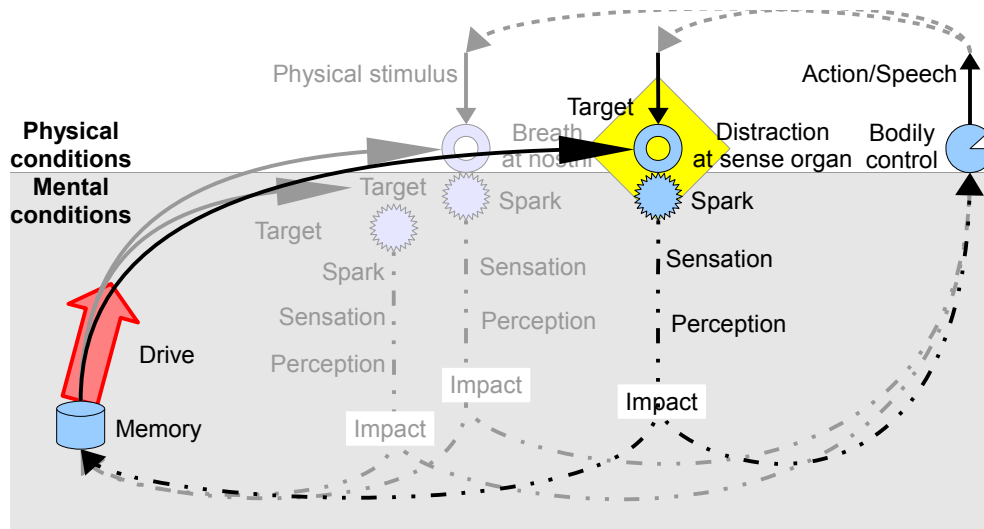 Physical stimulus
Action/Speech
Target
Physical
conditions
Breath
at nostril
Distraction
at sense organ
Bodily
control
Mental
conditions
Target
Spark
Spark
Target
Spark
Sensation
Sensation
Sensation
Perception
Perception
Perception
Drive
Impact
Impact
Impact
Memory